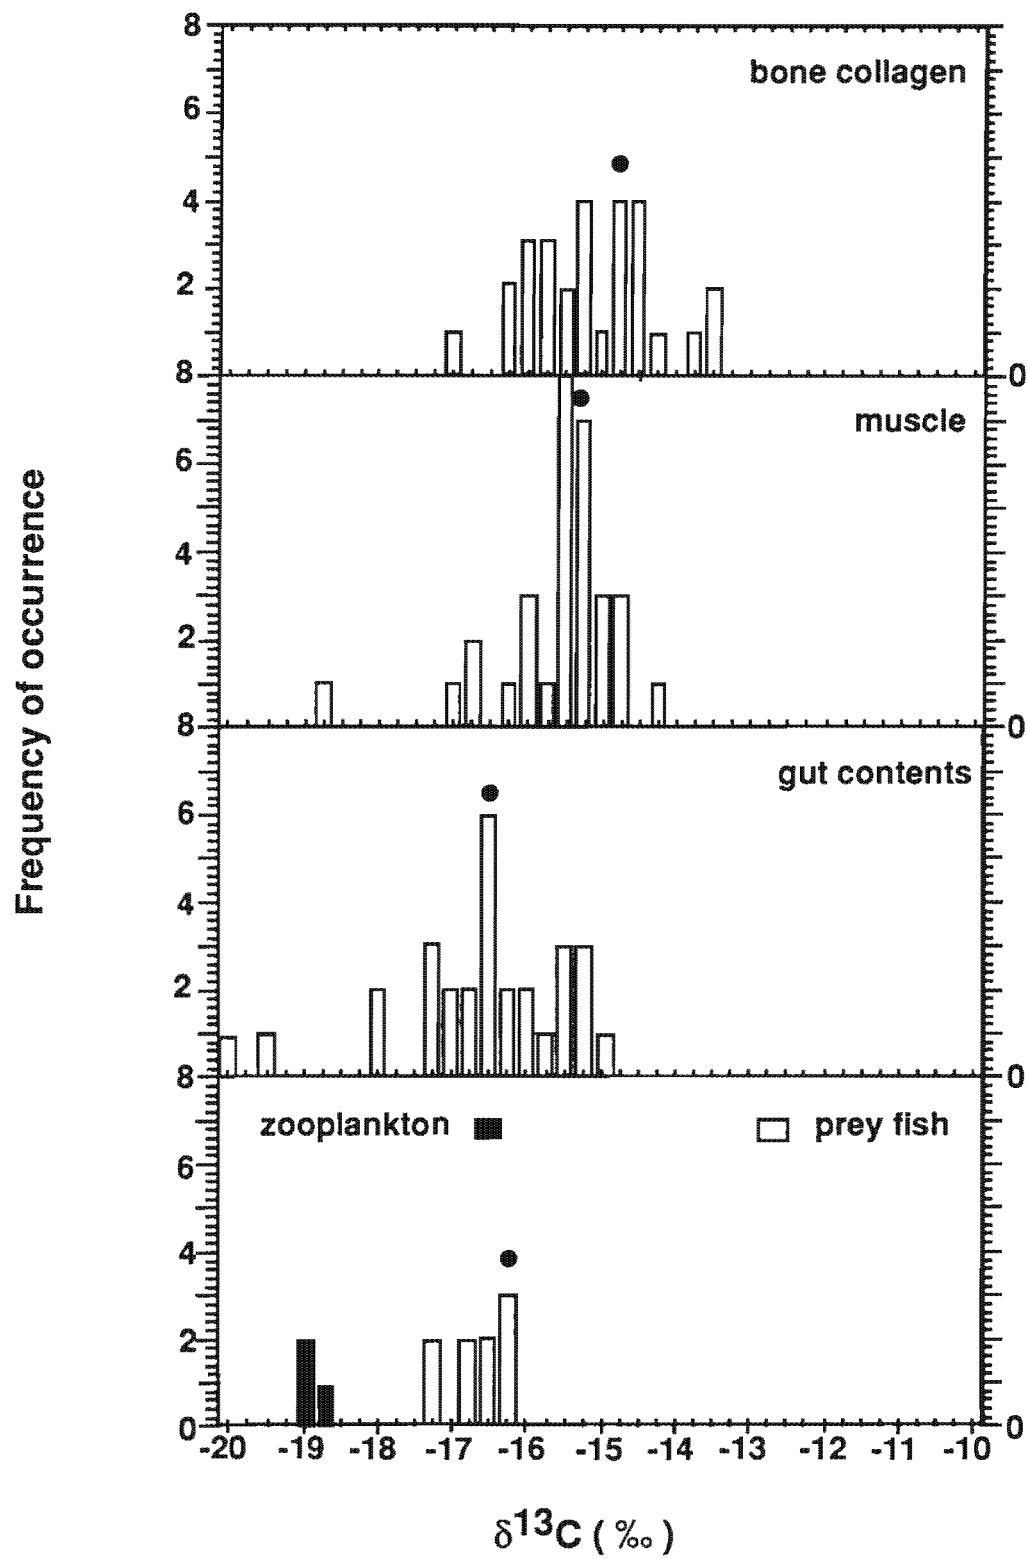 8
bone collagen
6
4
2
8 0
muscle
6
4
2
8 0
gut contents
6
4
2
8 0
zooplankton prey fish
6
4
2
0 0
-20 -19 -18 -17 -16 -15 -14 -13 -12 -11 -10
δ13C ( ‰ )
Frequency of occurrence